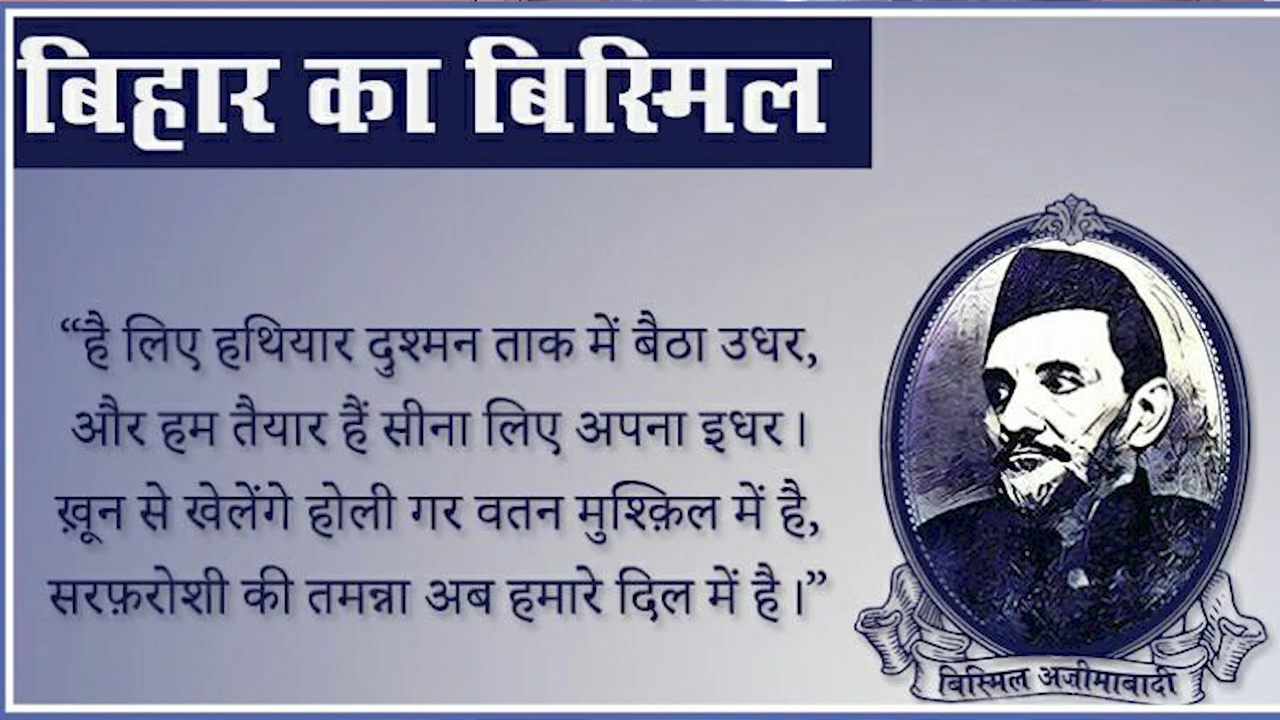 बिहार का बिस्मिल
“है लिए हथियार दुश्मन ताक में बैठा उधर,
और हम तैयार हैं सीना लिए अपना इधर।
ख़ून से खेलेंगे होली गर वतन मुश्क़िल में है,
सरफ़रोशी की तमन्ना अब हमारे दिल में है।”
बिस्मिल अजीमाबादी